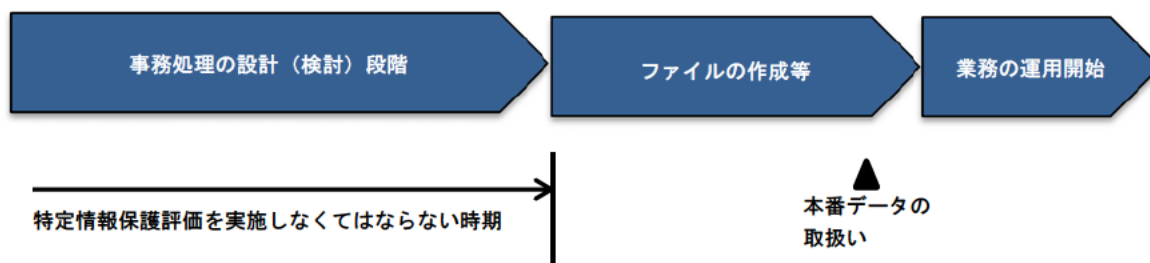 事務処理の設計（検討）段階
ファイルの作成等
業務の運用開始
特定情報保護評価を実施しなくてはならない時期
本番データの
取扱い